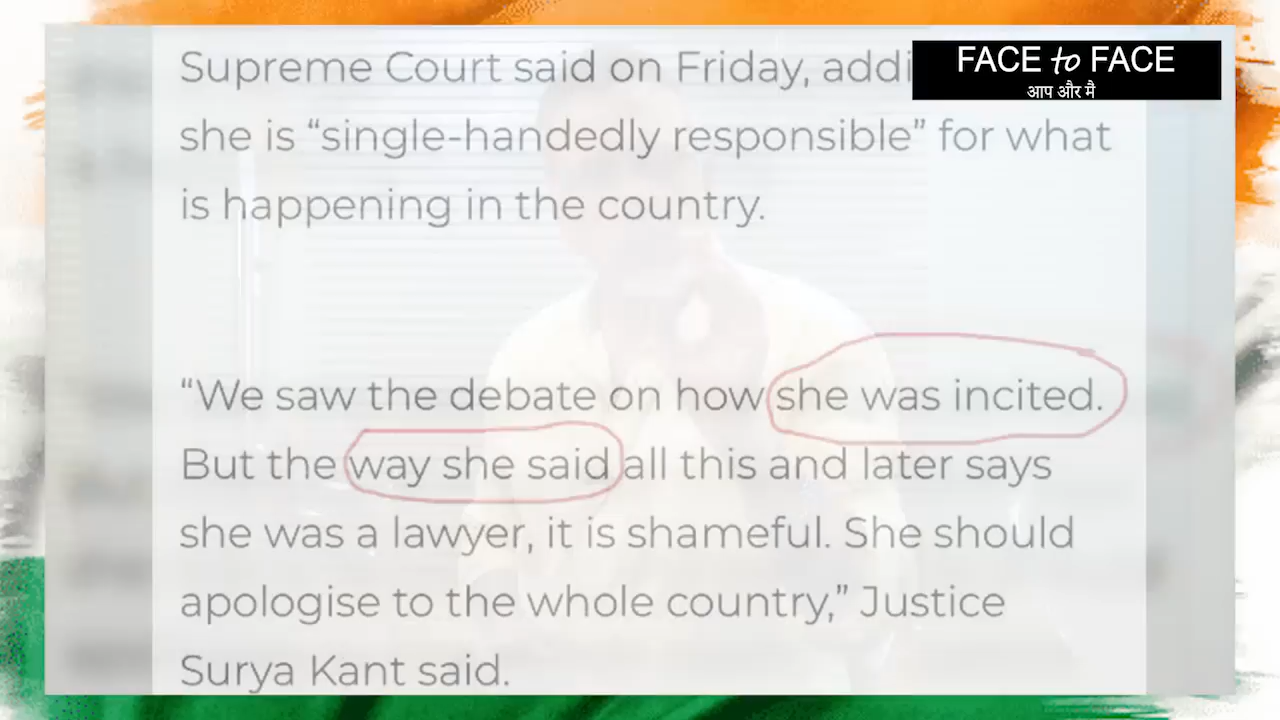 Supreme Court said on Friday, addi
FACE to FACE
आप और मै
she is “single-handedly responsible” for what
is happening in the country.
“We saw the debate on how she was incited.
But the way she said all this and later says
she was a lawyer, it is shameful. She should
apologise to the whole country,” Justice
Surya Kant said.